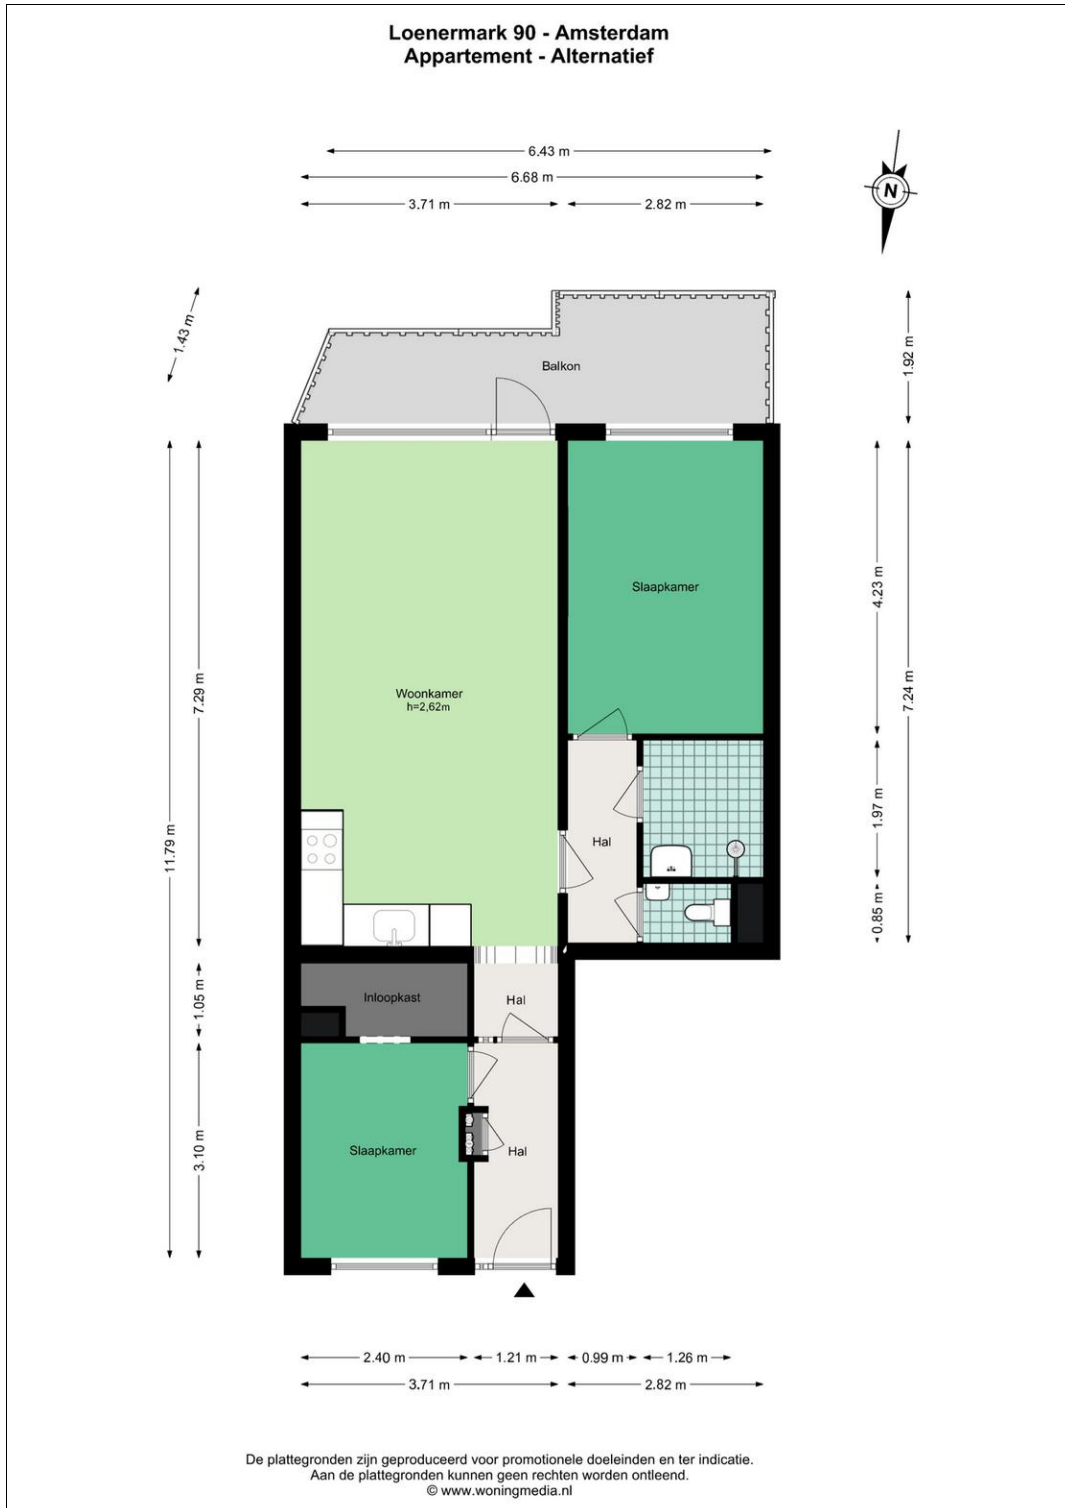 Loenermark 90 - Amsterdam
Appartement - Alternatief
6.43 m
6.68 m
3.71 m
2.82 m
N
1.43 m
1.92 m
Balkon
Slaapkamer
4.23 m
7.29 m
Woonkamer
h=2,62m
7.24 m
11.79 m
1.97 m
Hal
0.85 m
1.05 m
Inloopkast
Hal
3.10 m
Slaapkamer
Hal
2.40 m
1.21 m
0.99 m
1.26 m
3.71 m
2.82 m
De plattegronden zijn geproduceerd voor promotionele doeleinden en ter indicatie.
Aan de plattegronden kunnen geen rechten worden ontleend.
© www.woningmedia.nl